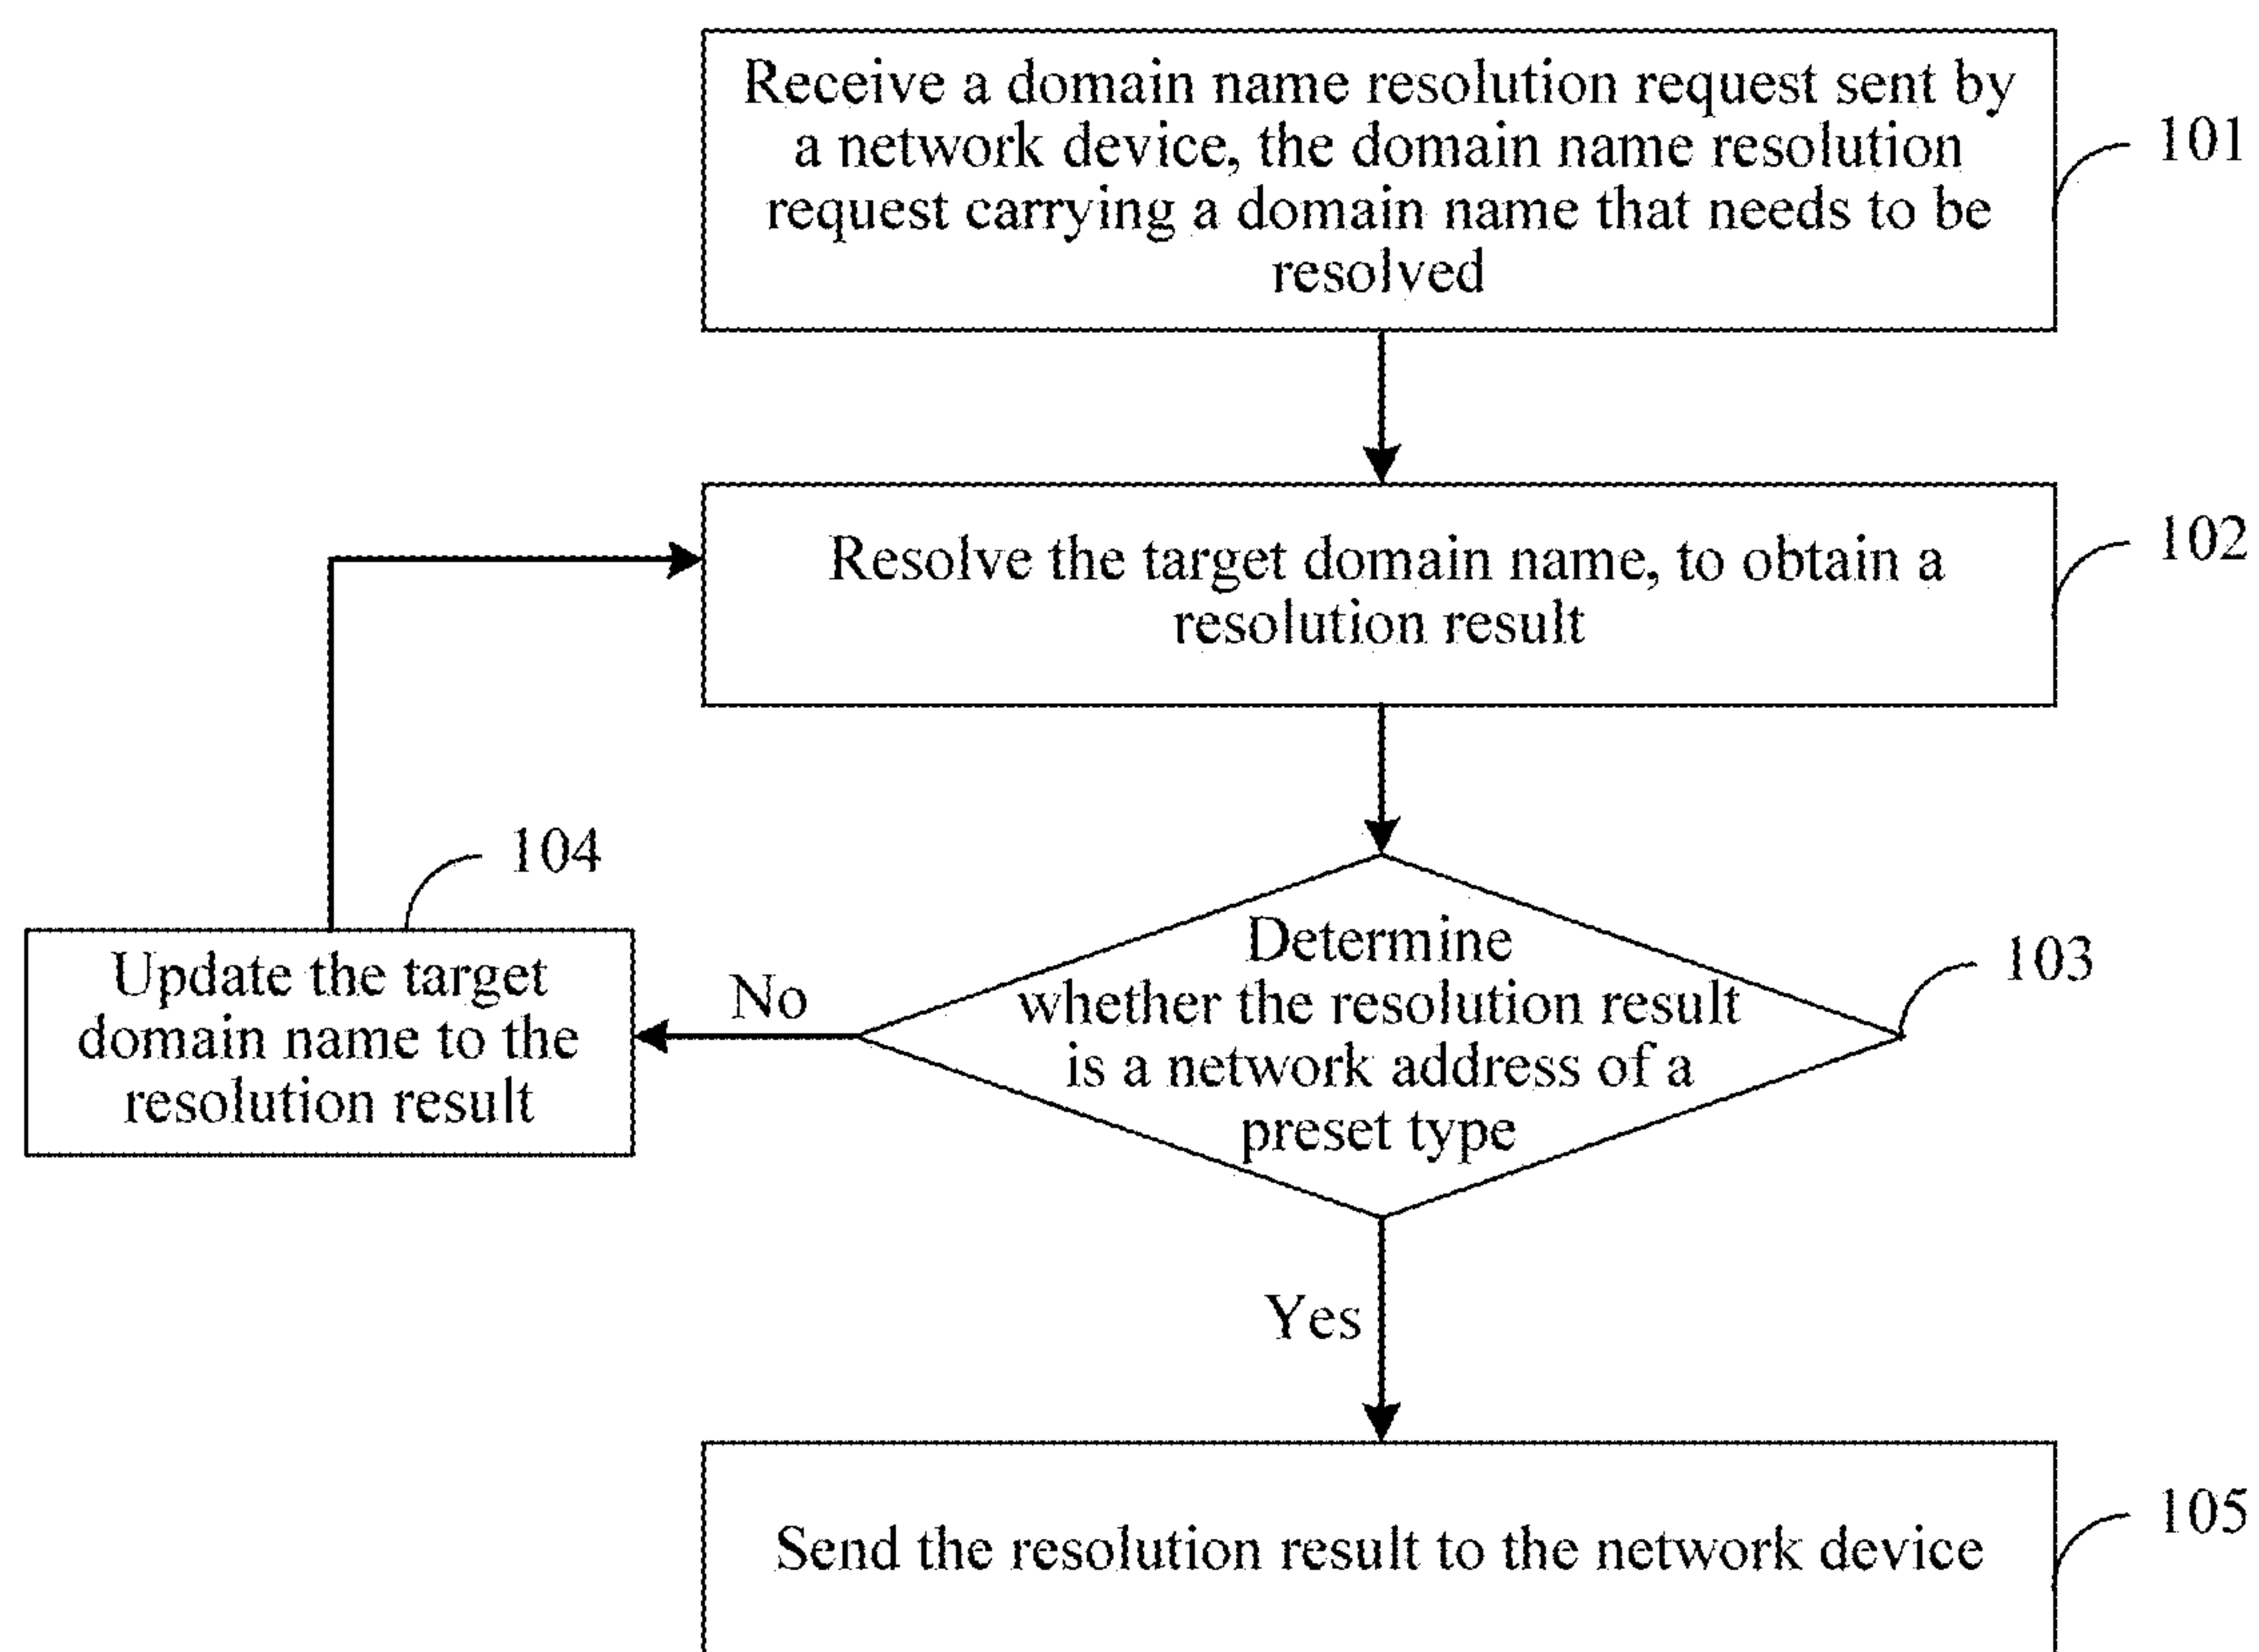 Receive a domain name resolution request sent by
a network device, the domain name resolution
request carrying a domain name that needs to be
resolved
101
Resolve the target domain name, to obtain a
resolution result
102
104
Update the target
domain name to the
resolution result
No
Determine
whether the resolution result
is a network address of a
preset type
103
Yes
Send the resolution result to the network device
105